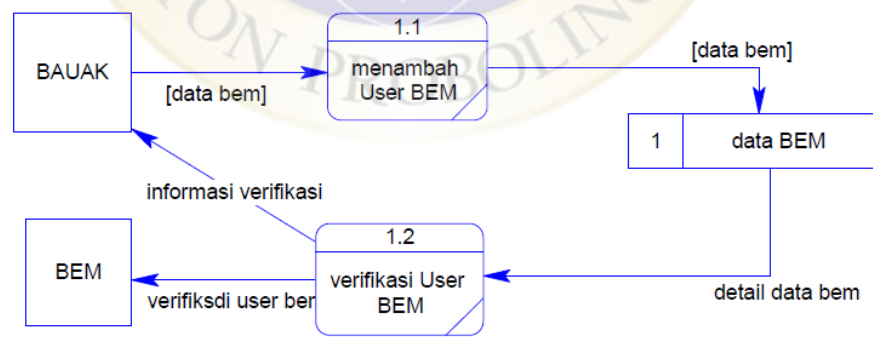 1.1
BAUAK
menambah
User BEM
[data bem]
[data bem]
1
data BEM
PROBOLIN
informasi verifikasi
1.2
BEM
verifikasi User
BEM
verifiksdi user ber
detail data bem